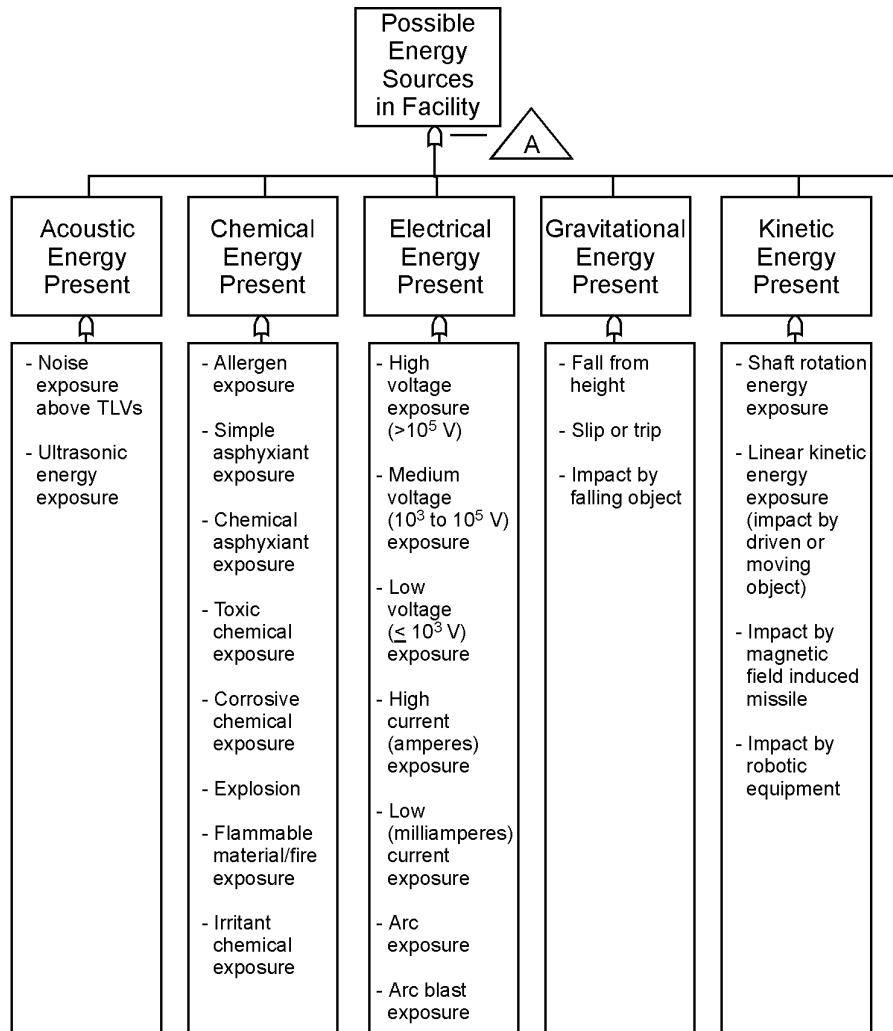 Possible
Energy
Sources
in Facility
A
Acoustic
Energy
Present
- Noise
exposure
above TLVs
- Ultrasonic
energy
exposure
Chemical
Energy
Present
- Allergen
exposure
- Simple
asphyxiant
exposure
- Chemical
asphyxiant
exposure
- Toxic
chemical
exposure
- Corrosive
chemical
exposure
- Explosion
- Flammable
material/fire
exposure
- Irritant
chemical
exposure
Electrical
Energy
Present
- High
voltage
exposure
(>10⁵ V)
- Medium
voltage
(10³ to 10⁵ V)
exposure
- Low
voltage
(≤ 10³ V)
exposure
- High
current
(amperes)
exposure
- Low
(milliamperes)
current
exposure
- Arc
exposure
- Arc blast
exposure
Gravitational
Energy
Present
- Fall from
height
- Slip or trip
- Impact by
falling object
Kinetic
Energy
Present
- Shaft rotation
energy
exposure
- Linear kinetic
energy
exposure
(impact by
driven or
moving
object)
- Impact by
magnetic
field induced
missile
- Impact by
robotic
equipment